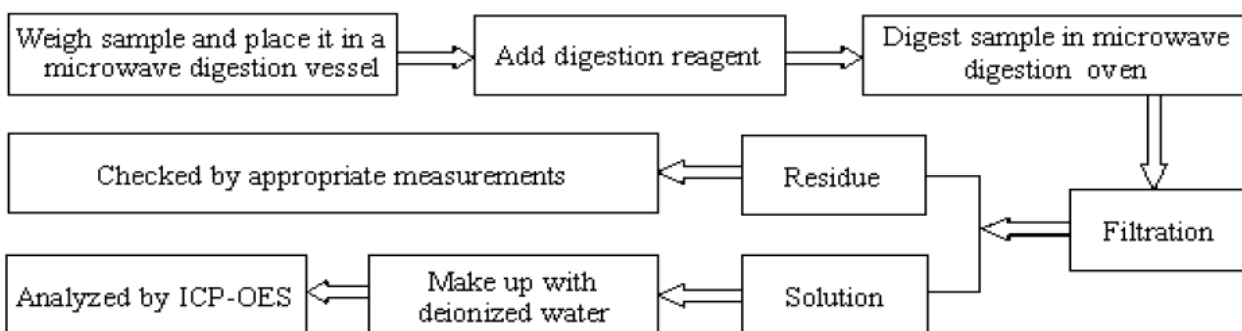 Weigh sample and place it in a
microwave digestion vessel
Add digestion reagent
Digest sample in microwave
digestion oven
Checked by appropriate measurements
Residue
Filtration
Analyzed by ICP-OES
Make up with
deionized water
Solution